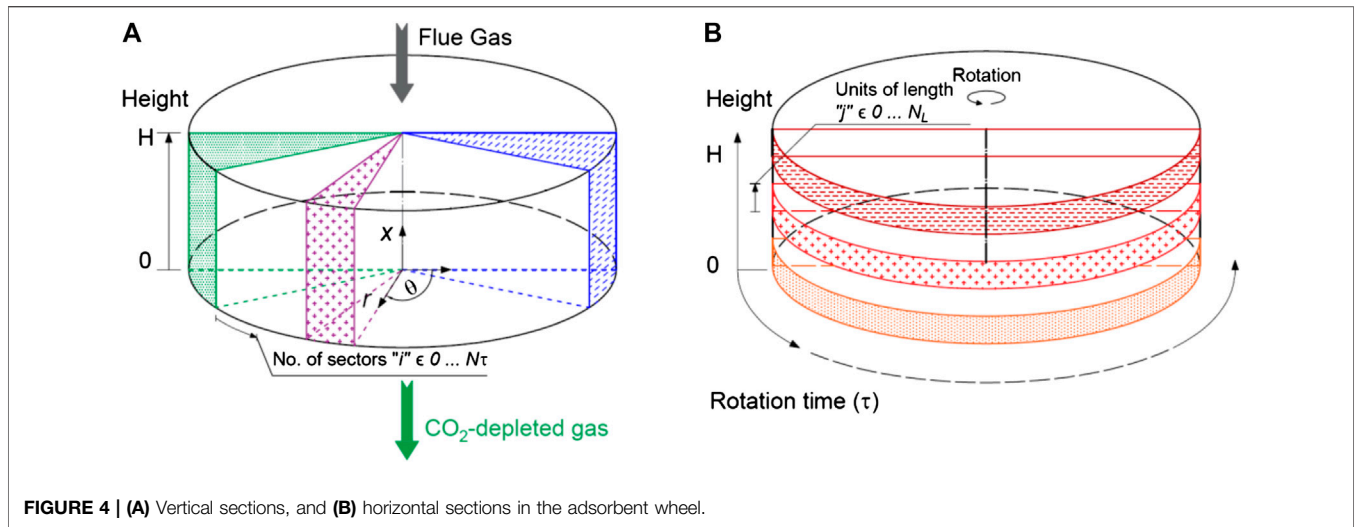 A
Flue Gas
Height
H
0
x
r
θ
No. of sectors "i" ϵ 0 ... Nτ
CO₂-depleted gas
B
Rotation
Units of length
"j" ϵ 0 ... N_L
Height
H
0
Rotation time (τ)
FIGURE 4 | (A) Vertical sections, and (B) horizontal sections in the adsorbent wheel.